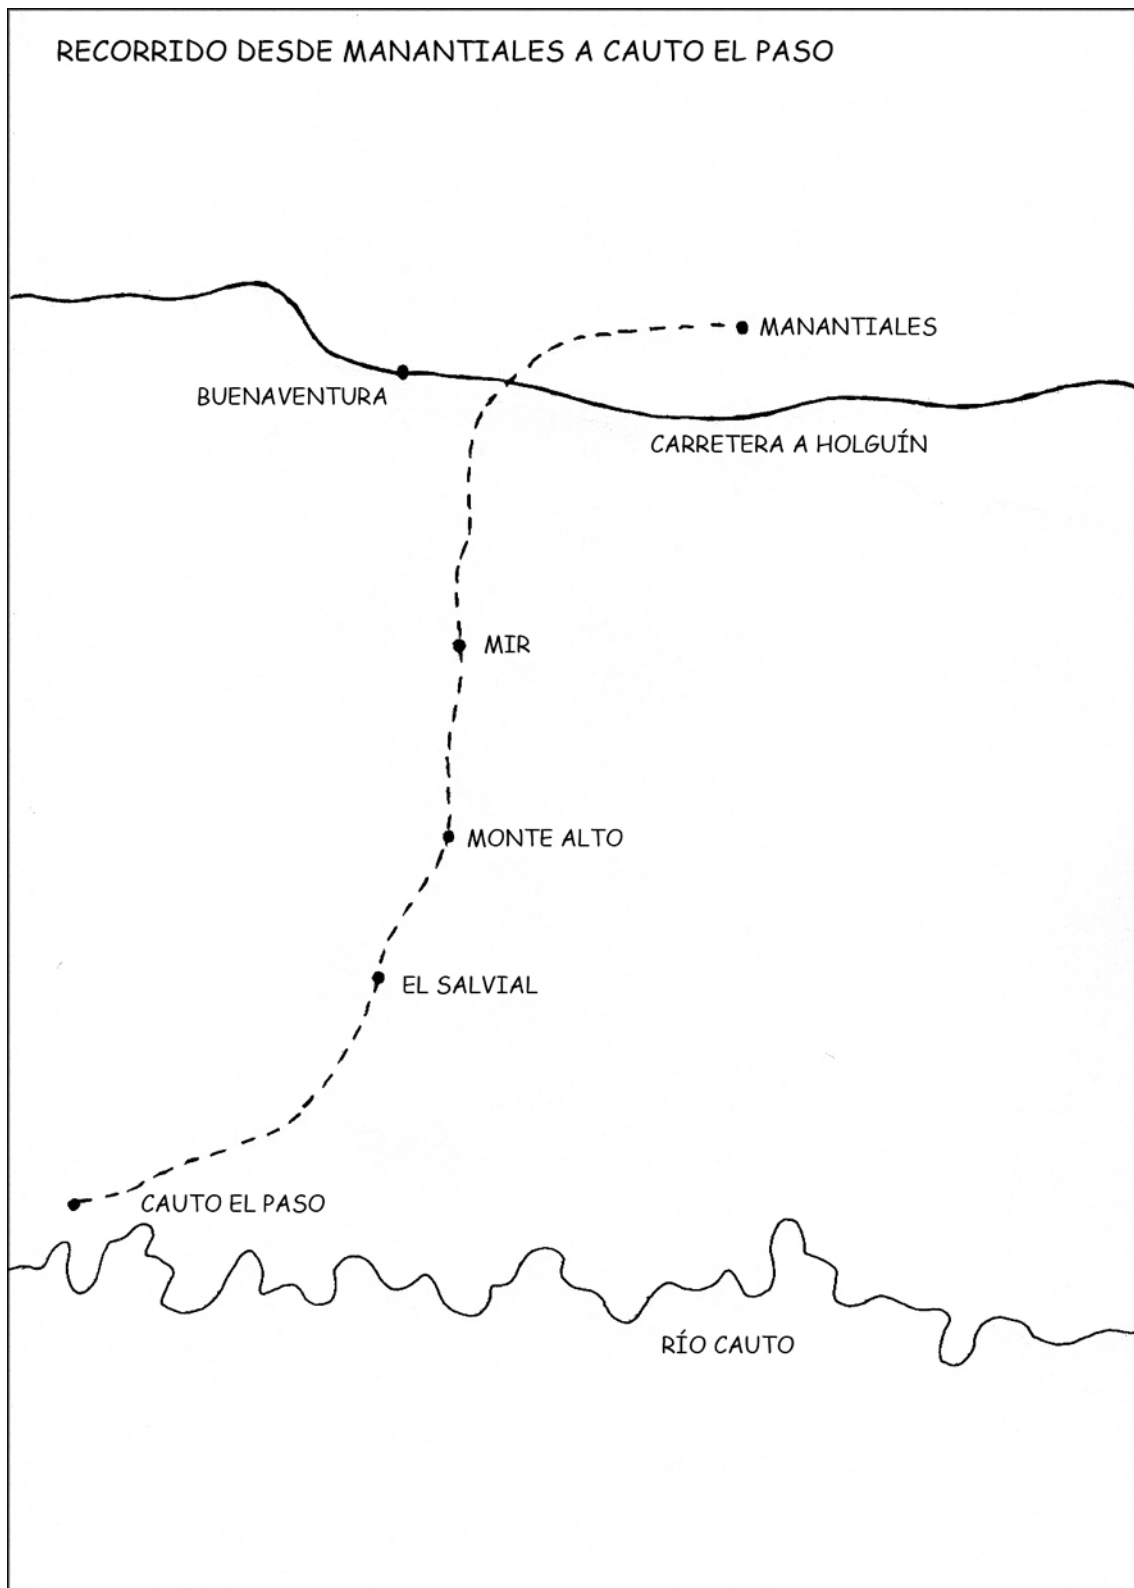 RECORRIDO DESDE MANANTIALES A CAUTO EL PASO
MANANTIALES
BUENAVENTURA
CARRETERA A HOLGUÍN
MIR
MONTE ALTO
EL SALVIAL
CAUTO EL PASO
RÍO CAUTO